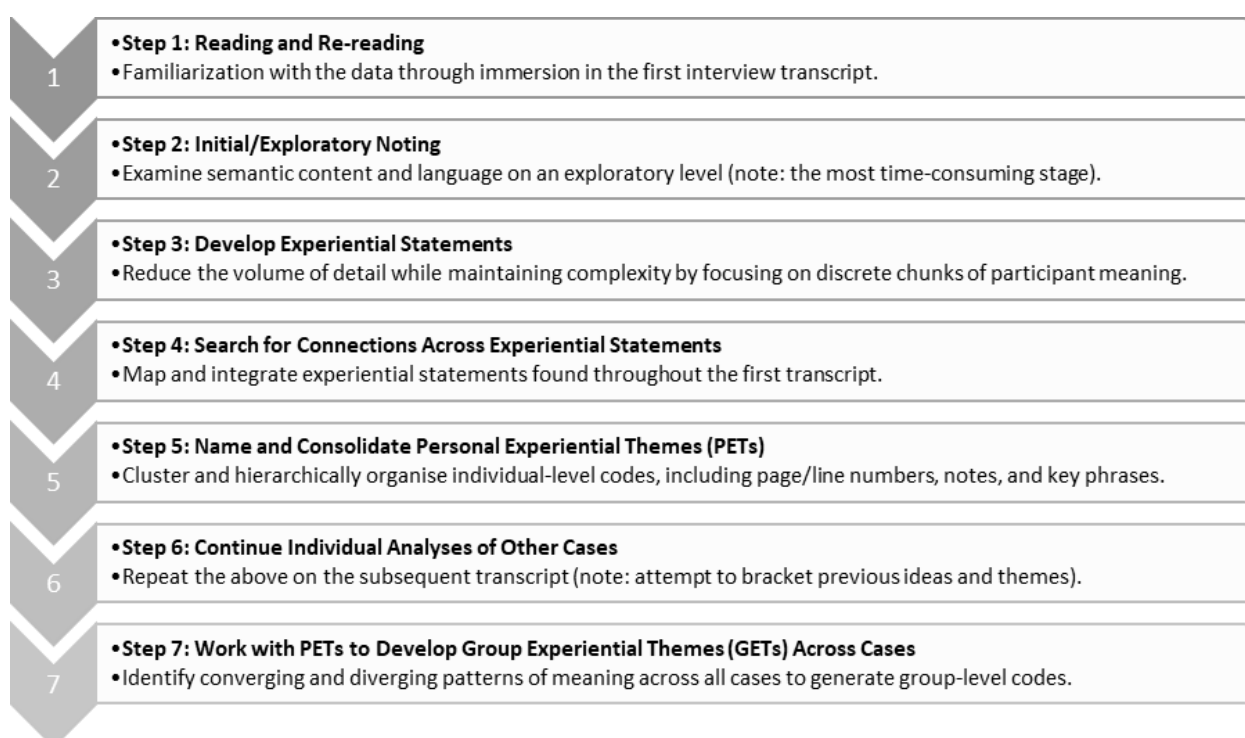 1
•Step 1: Reading and Re-reading
•Familiarization with the data through immersion in the first interview transcript.
2
•Step 2: Initial/Exploratory Noting
•Examine semantic content and language on an exploratory level (note: the most time-consuming stage).
3
•Step 3: Develop Experiential Statements
•Reduce the volume of detail while maintaining complexity by focusing on discrete chunks of participant meaning.
4
•Step 4: Search for Connections Across Experiential Statements
•Map and integrate experiential statements found throughout the first transcript.
5
•Step 5: Name and Consolidate Personal Experiential Themes (PETs)
•Cluster and hierarchically organise individual-level codes, including page/line numbers, notes, and key phrases.
6
•Step 6: Continue Individual Analyses of Other Cases
•Repeat the above on the subsequent transcript (note: attempt to bracket previous ideas and themes).
7
•Step 7: Work with PETs to Develop Group Experiential Themes (GETs) Across Cases
•Identify converging and diverging patterns of meaning across all cases to generate group-level codes.